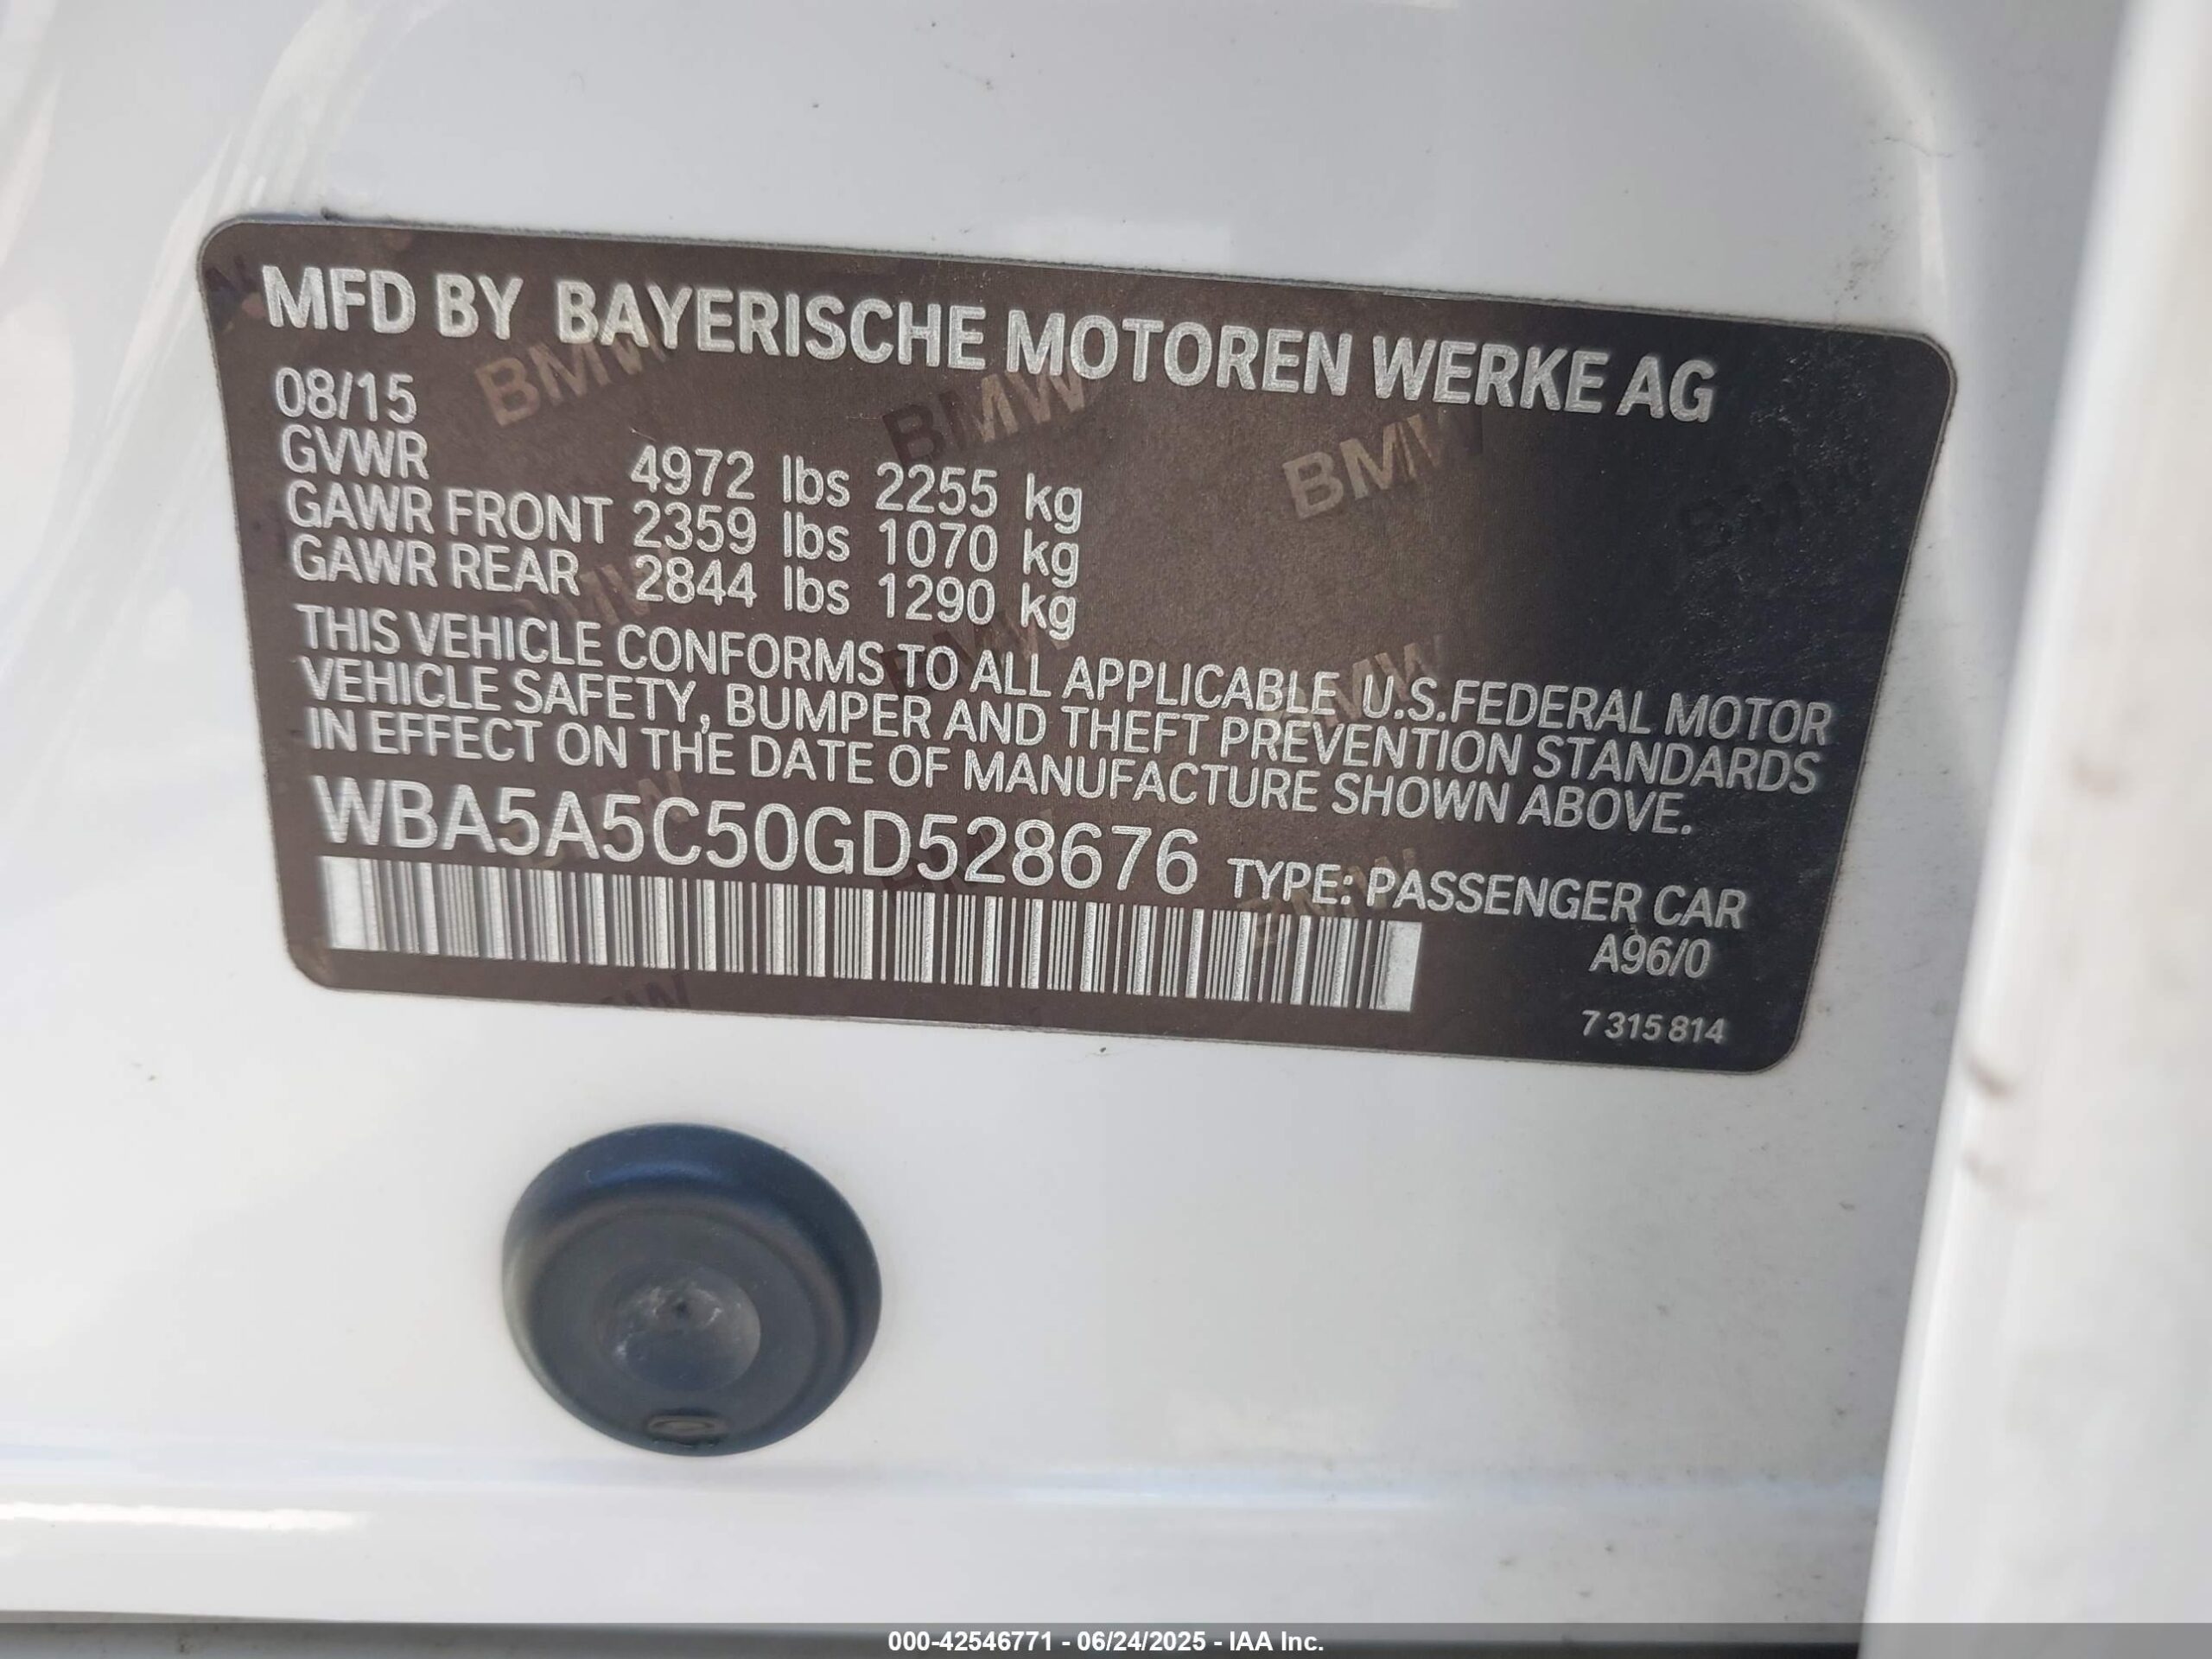 MFD BY BAYERISCHE MOTOREN WERKE AG
08/15
GVWR 4972 lbs 2255 kg
GAWR FRONT 2359 lbs 1070 kg
GAWR REAR 2844 lbs 1290 kg
THIS VEHICLE CONFORMS TO ALL APPLICABLE U.S.FEDERAL MOTOR
VEHICLE SAFETY, BUMPER AND THEFT PREVENTION STANDARDS
IN EFFECT ON THE DATE OF MANUFACTURE SHOWN ABOVE.
WBA5A5C50GD528676 TYPE: PASSENGER CAR
A96/0
7 315 814
000-42546771 - 06/24/2025 - IAA Inc.